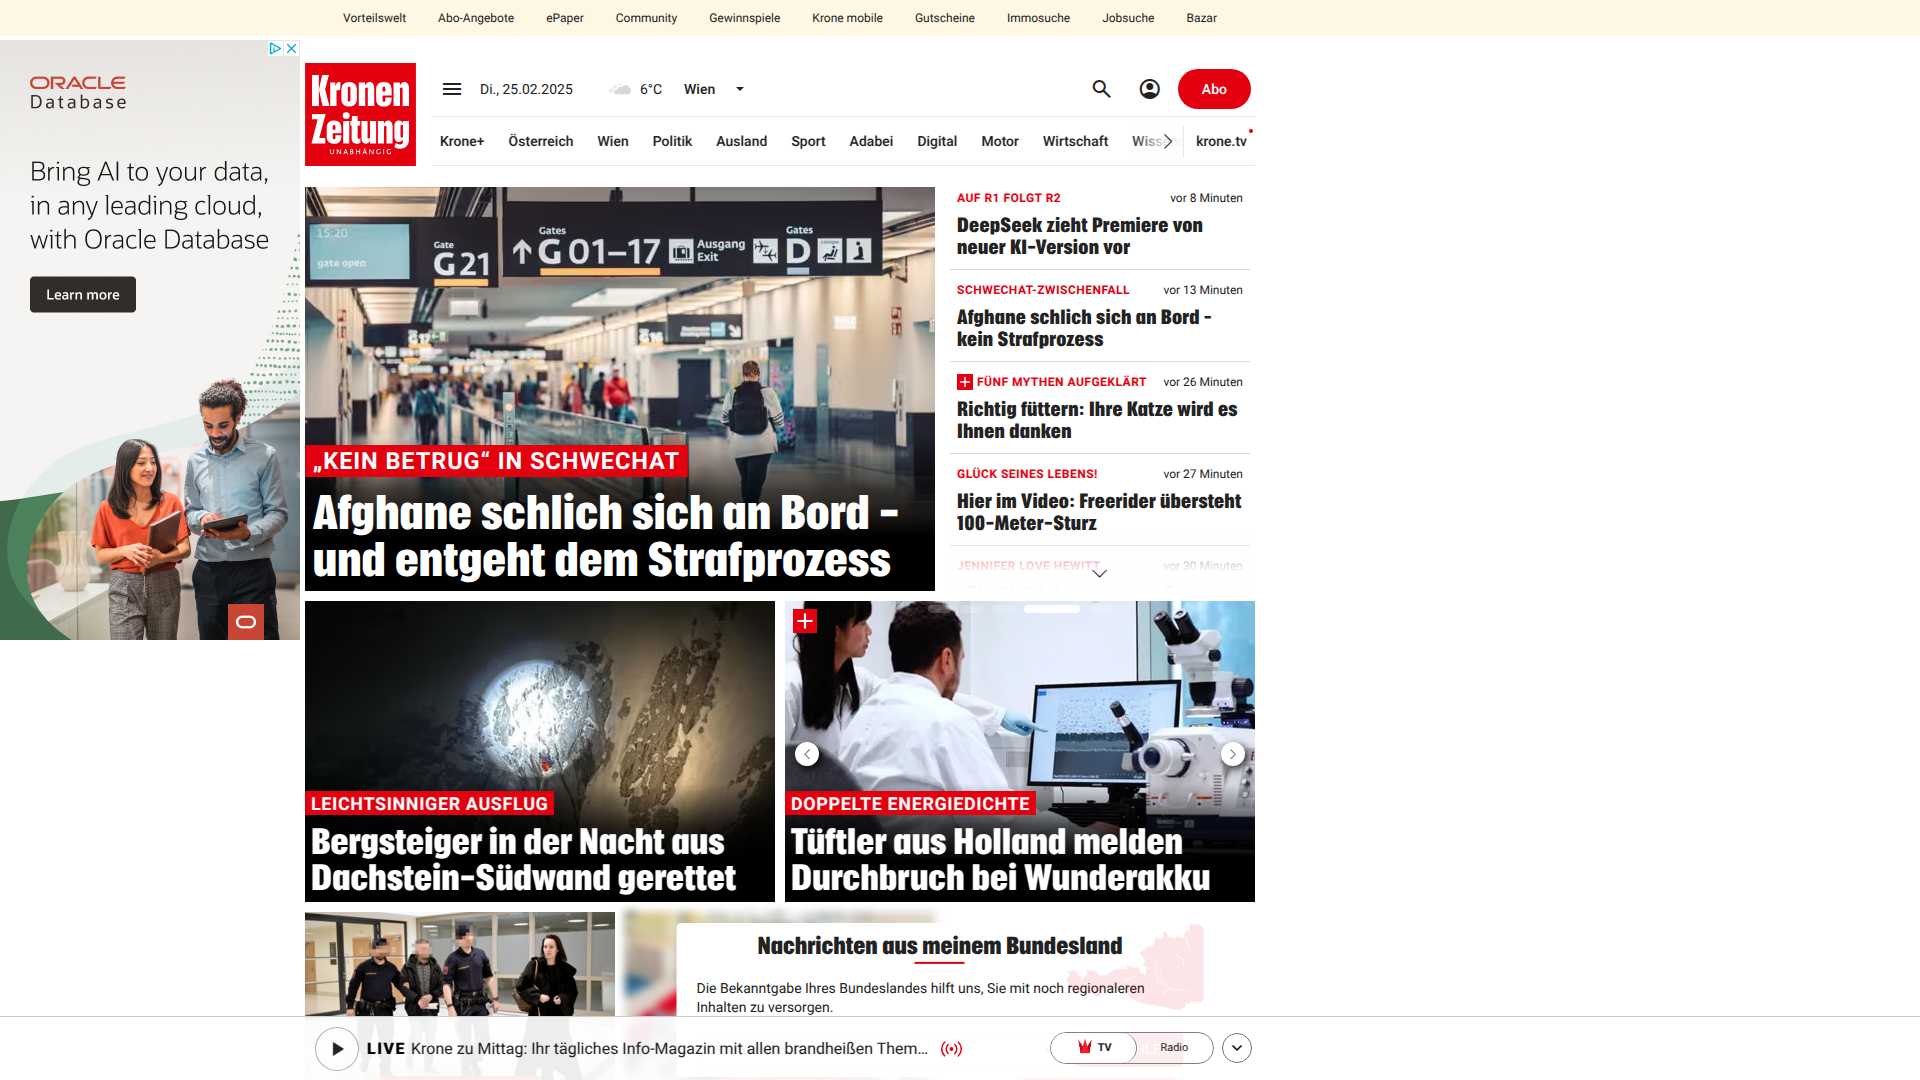 Vorteilswelt Abo-Angebote ePaper Community Gewinnspiele Krone mobile Gutscheine Immosuche Jobsuche Bazar
ORACLE
Database
Bring AI to your data,
in any leading cloud,
with Oracle Database
Learn more
Kronen
Zeitung
UNABHÄNGIG
Di., 25.02.2025 6°C Wien
Abo
Krone+ Österreich Wien Politik Ausland Sport Adabei Digital Motor Wirtschaft krone.tv
15:20
gate open
Gate
G21
Gates
G01–17
Ausgang
Exit
Gates
D
„KEIN BETRUG“ IN SCHWECHAT
Afghane schlich sich an Bord –
und entgeht dem Strafprozess
AUF R1 FOLGT R2 vor 8 Minuten
DeepSeek zieht Premiere von
neuer KI-Version vor
SCHWECHAT-ZWISCHENFALL vor 13 Minuten
Afghane schlich sich an Bord –
kein Strafprozess
FÜNF MYTHEN AUFGEKLÄRT vor 26 Minuten
Richtig füttern: Ihre Katze wird es
Ihnen danken
GLÜCK SEINES LEBENS! vor 27 Minuten
Hier im Video: Freerider übersteht
100-Meter-Sturz
JENNIFER LOVE HEWITT vor 30 Minuten
LEICHTSINNIGER AUSFLUG
Bergsteiger in der Nacht aus
Dachstein-Südwand gerettet
DOPPELTE ENERGIEDICHTE
Tüftler aus Holland melden
Durchbruch bei Wunderakku
Nachrichten aus meinem Bundesland
Die Bekanntgabe Ihres Bundeslandes hilft uns, Sie mit noch regionaleren
Inhalten zu versorgen.
LIVE Krone zu Mittag: Ihr tägliches Info-Magazin mit allen brandheißen Them...
TV Radio